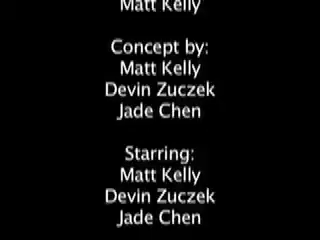 Matt Kelly
Concept by:
Matt Kelly
Devin Zuczek
Jade Chen
Starring:
Matt Kelly
Devin Zuczek
Jade Chen